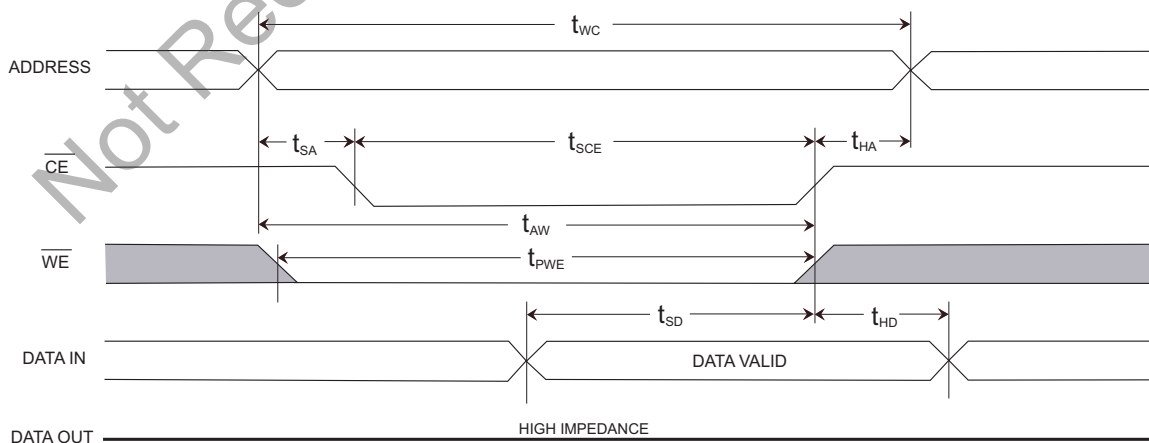 Not Rec
tWC
ADDRESS
tSA
tSCE
tHA
CE
tAW
WE
tPWE
tSD
tHD
DATA IN
DATA VALID
HIGH IMPEDANCE
DATA OUT